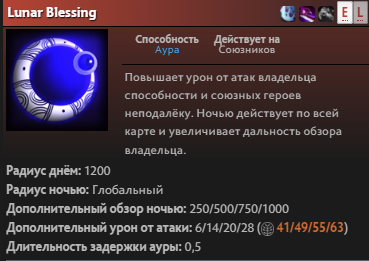 Lunar Blessing
E L
Способность
Аура
Действует на
Союзников
Повышает урон от атак владельца
способности и союзных героев
неподалёку. Ночью действует по всей
карте и увеличивает дальность обзора
владельца.
Радиус днём: 1200
Радиус ночью: Глобальный
Дополнительный обзор ночью: 250/500/750/1000
Дополнительный урон от атаки: 6/14/20/28 ( 41/49/55/63)
Длительность задержки ауры: 0,5